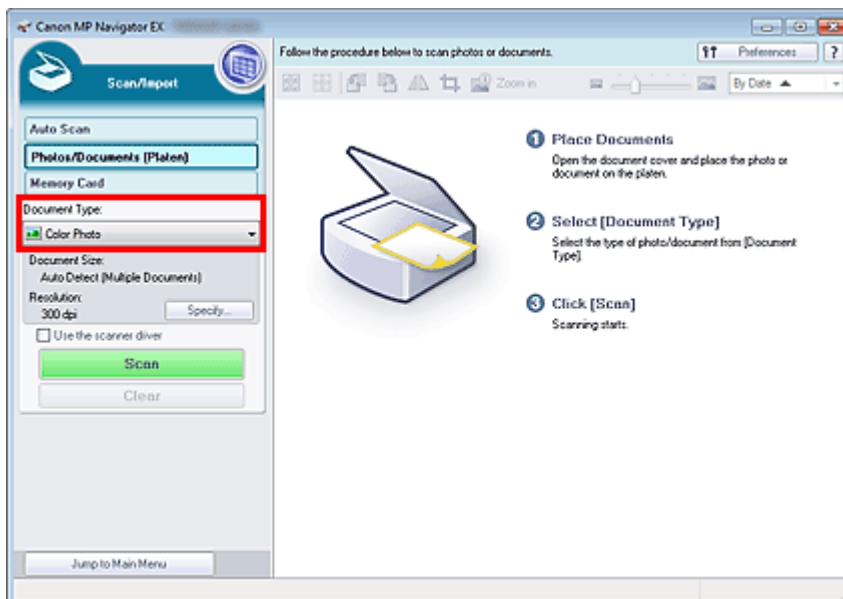 Canon MP Navigator EX
Scan/Import
Auto Scan
Photos/Documents (Platen)
Memory Card
Document Type:
Color Photo
Document Size:
Auto Detect (Multiple Documents)
Resolution:
300 dpi
Specify...
Use the scanner driver
Scan
Clear
Jump to Main Menu
Follow the procedure below to scan photos or documents.
Preferences
?
Zoom in
By Date
1 Place Documents
Open the document cover and place the photo or
document on the platen.
2 Select [Document Type]
Select the type of photo/document from [Document
Type].
3 Click [Scan]
Scanning starts.